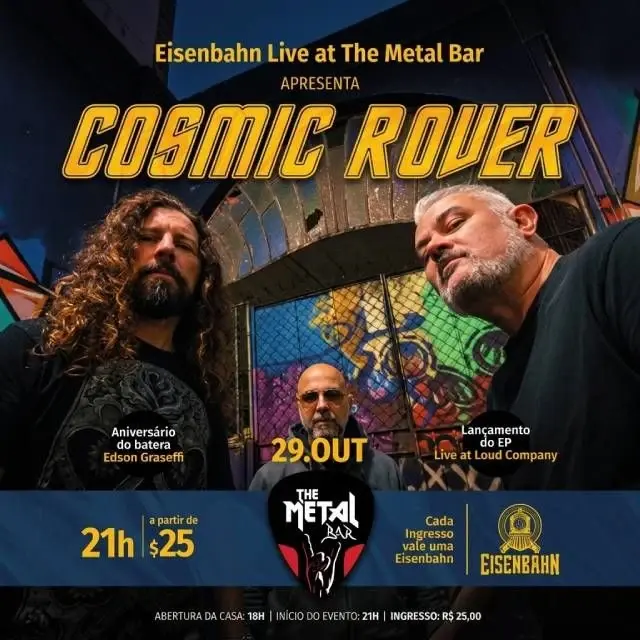 Eisenbahn Live at The Metal Bar
APRESENTA
COSMIC ROVER
Aniversário
do batera
Edson Graseffi
29.OUT
Lançamento
do EP
Live at Loud Company
21h
a partir de
$25
THE
METAL
BAR
Cada
Ingresso
vale uma
Eisenbahn
EISENBAHN
ABERTURA DA CASA: 18H | INÍCIO DO EVENTO: 21H | INGRESSO: R$ 25,00